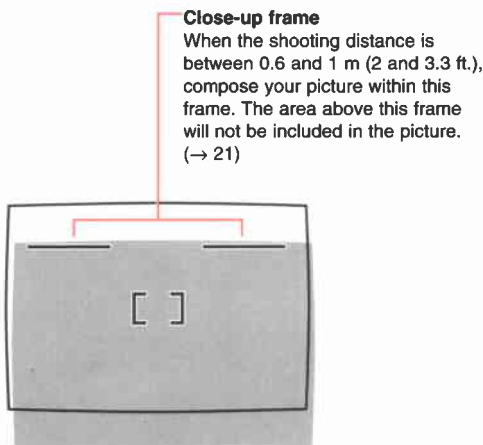 Close-up frame
When the shooting distance is
between 0.6 and 1 m (2 and 3.3 ft.),
compose your picture within this
frame. The area above this frame
will not be included in the picture.
(→ 21)